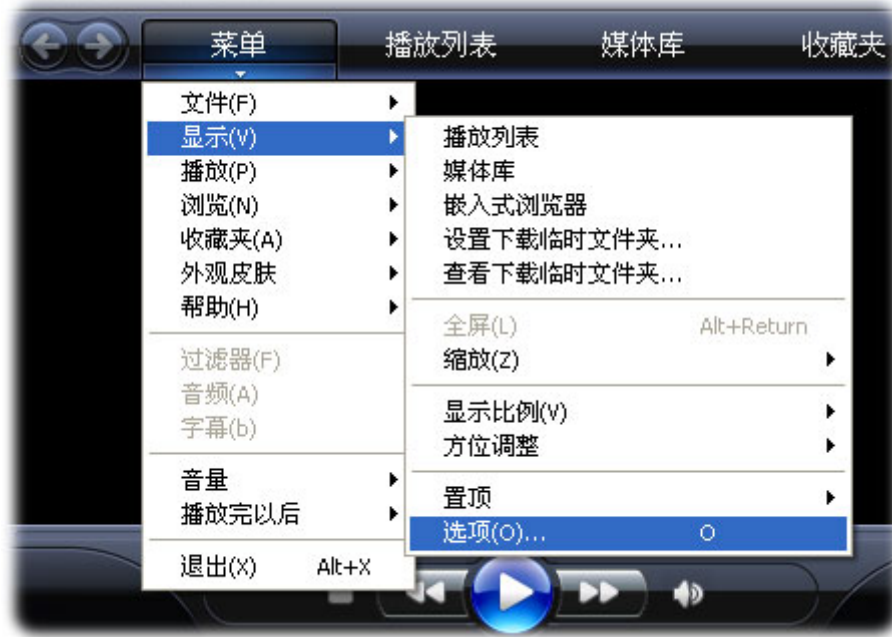 菜单 播放列表 媒体库 收藏夹
文件(F)
显示(V)
播放(P)
浏览(N)
收藏夹(A)
外观皮肤
帮助(H)
过滤器(F)
音频(A)
字幕(b)
音量
播放完以后
退出(X) Alt+X
播放列表
媒体库
嵌入式浏览器
设置下载临时文件夹...
查看下载临时文件夹...
全屏(L) Alt+Return
缩放(Z)
显示比例(V)
方位调整
置顶
选项(O)... O